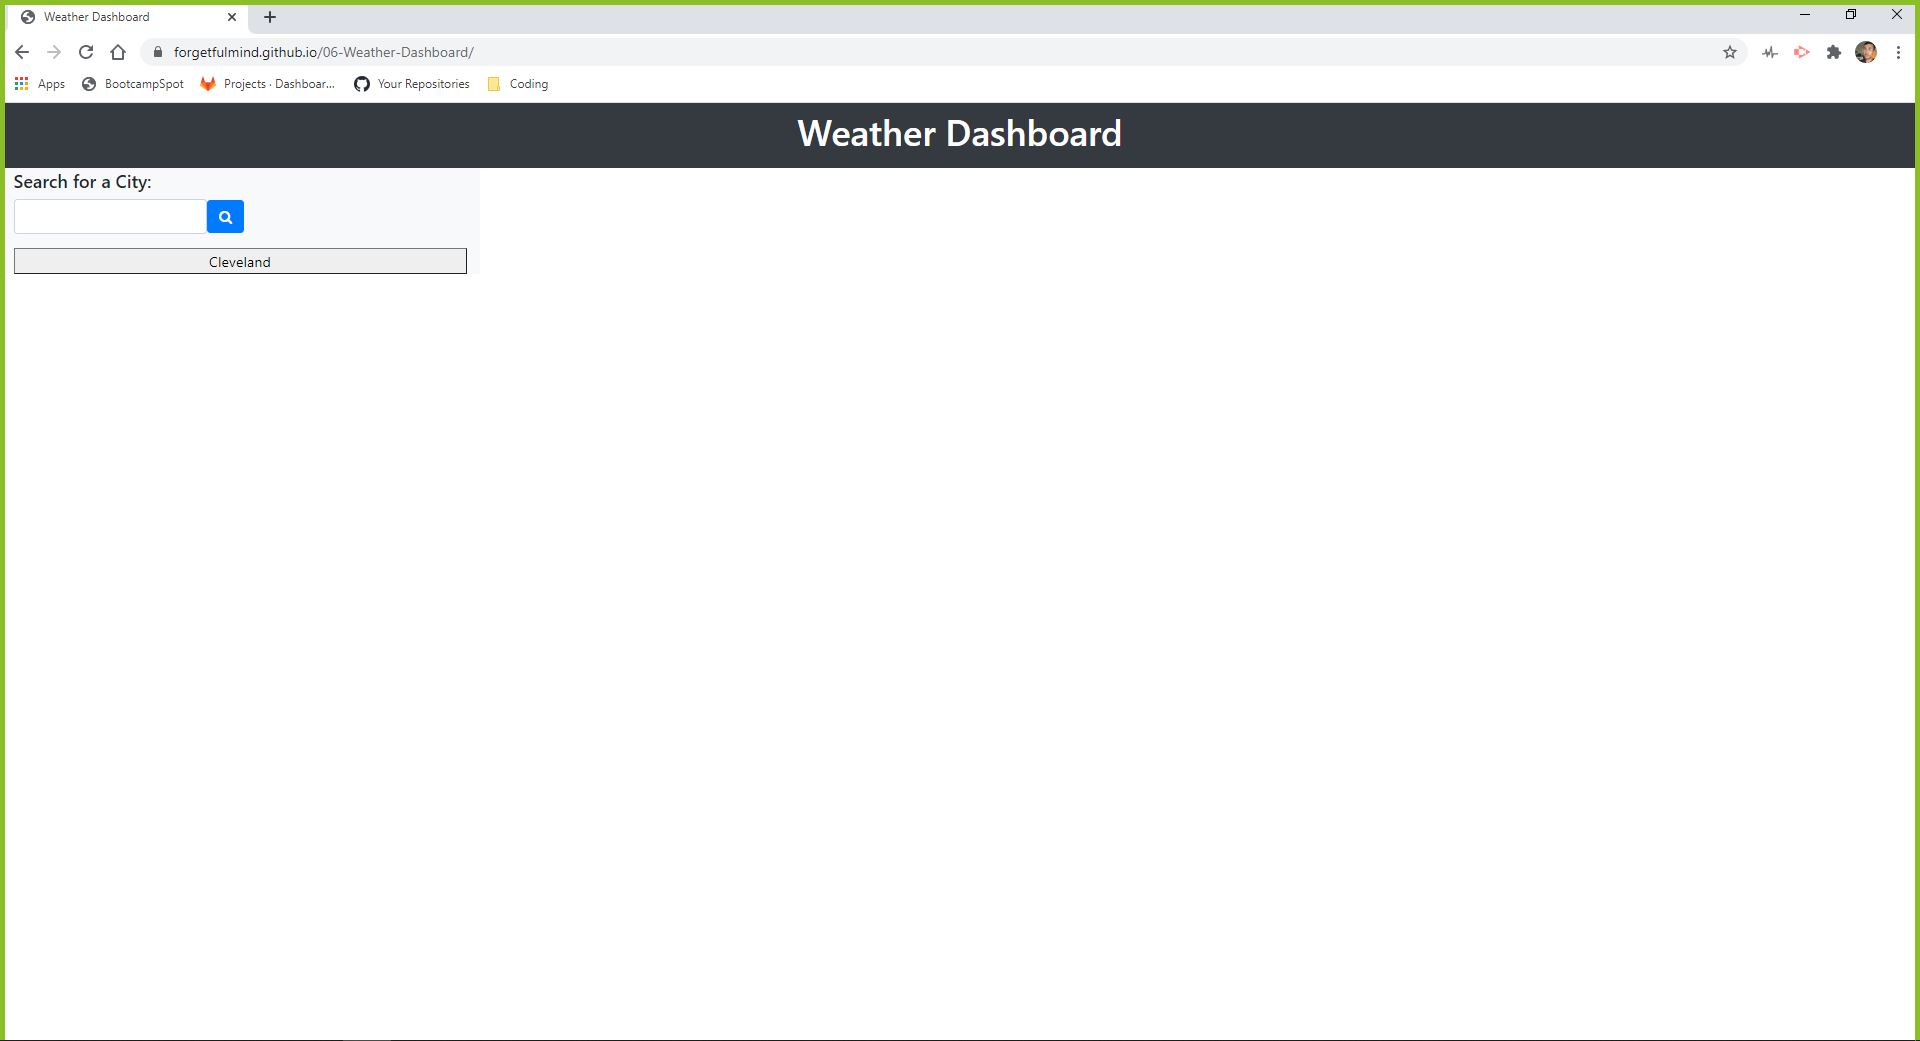 Weather Dashboard
forgetfulmind.github.io/06-Weather-Dashboard/
Apps BootcampSpot Projects · Dashboar... Your Repositories Coding
Weather Dashboard
Search for a City:
Cleveland